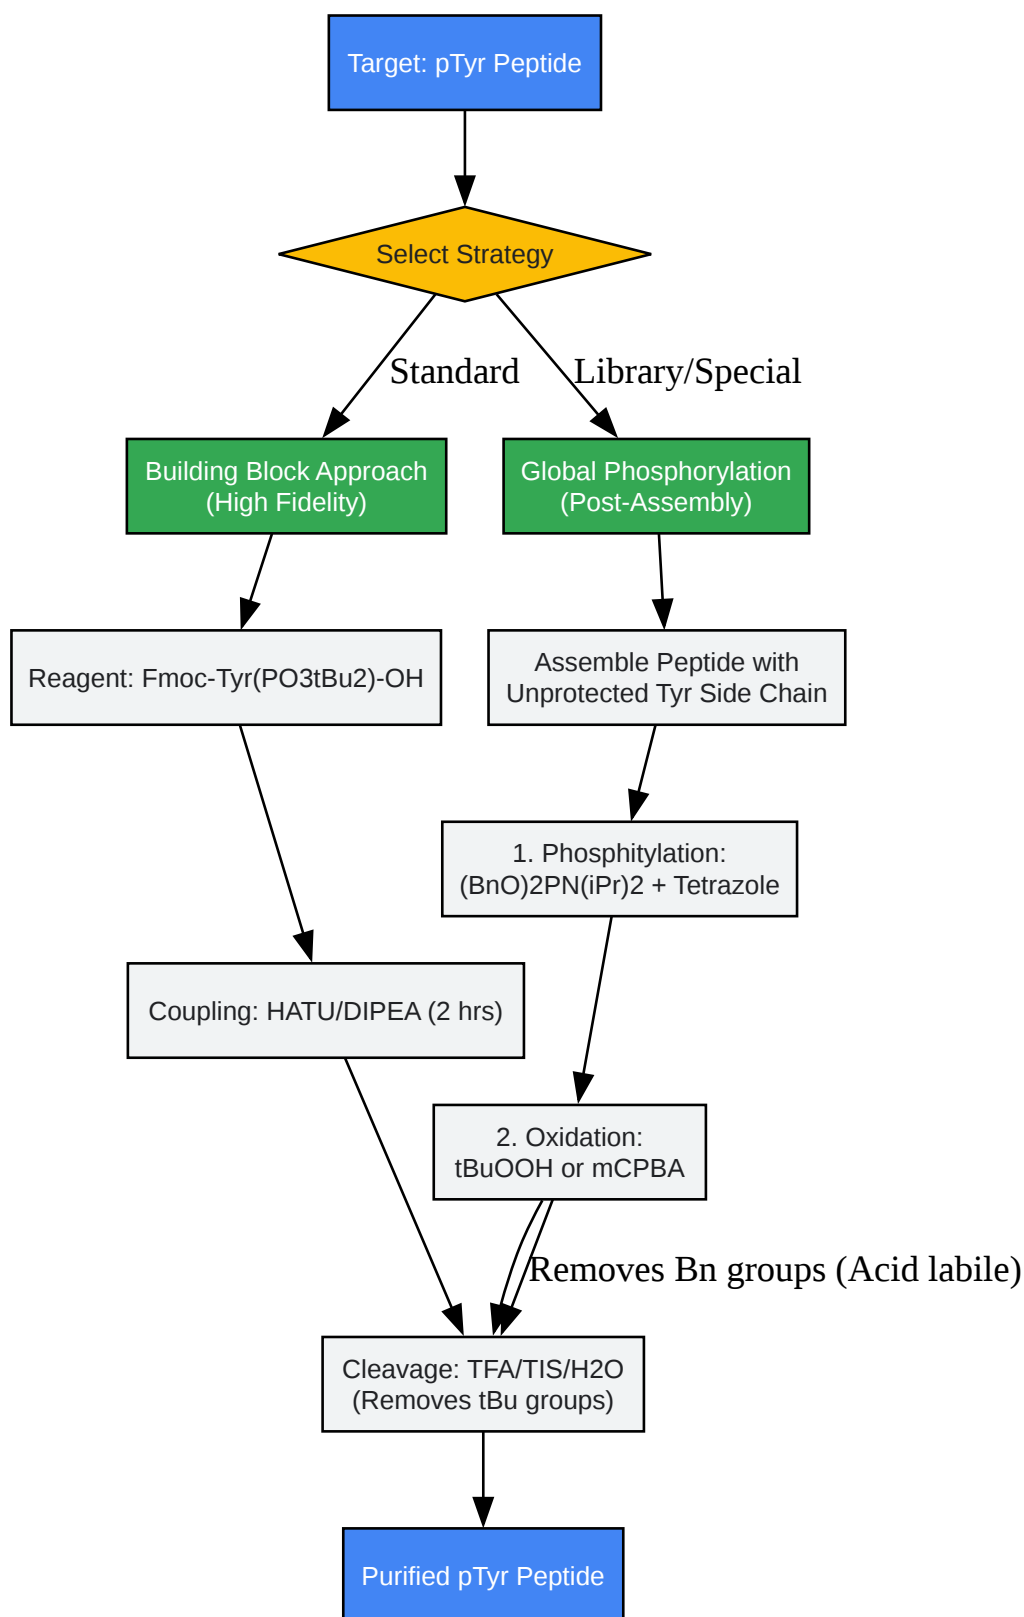 Target: pTyr Peptide
Select Strategy
Standard
Library/Special
Building Block Approach
(High Fidelity)
Global Phosphorylation
(Post-Assembly)
Reagent: Fmoc-Tyr(PO3tBu2)-OH
Assemble Peptide with
Unprotected Tyr Side Chain
1. Phosphitylation:
(BnO)2PN(iPr)2 + Tetrazole
Coupling: HATU/DIPEA (2 hrs)
2. Oxidation:
tBuOOH or mCPBA
Removes Bn groups (Acid labile)
Cleavage: TFA/TIS/H2O
(Removes tBu groups)
Purified pTyr Peptide